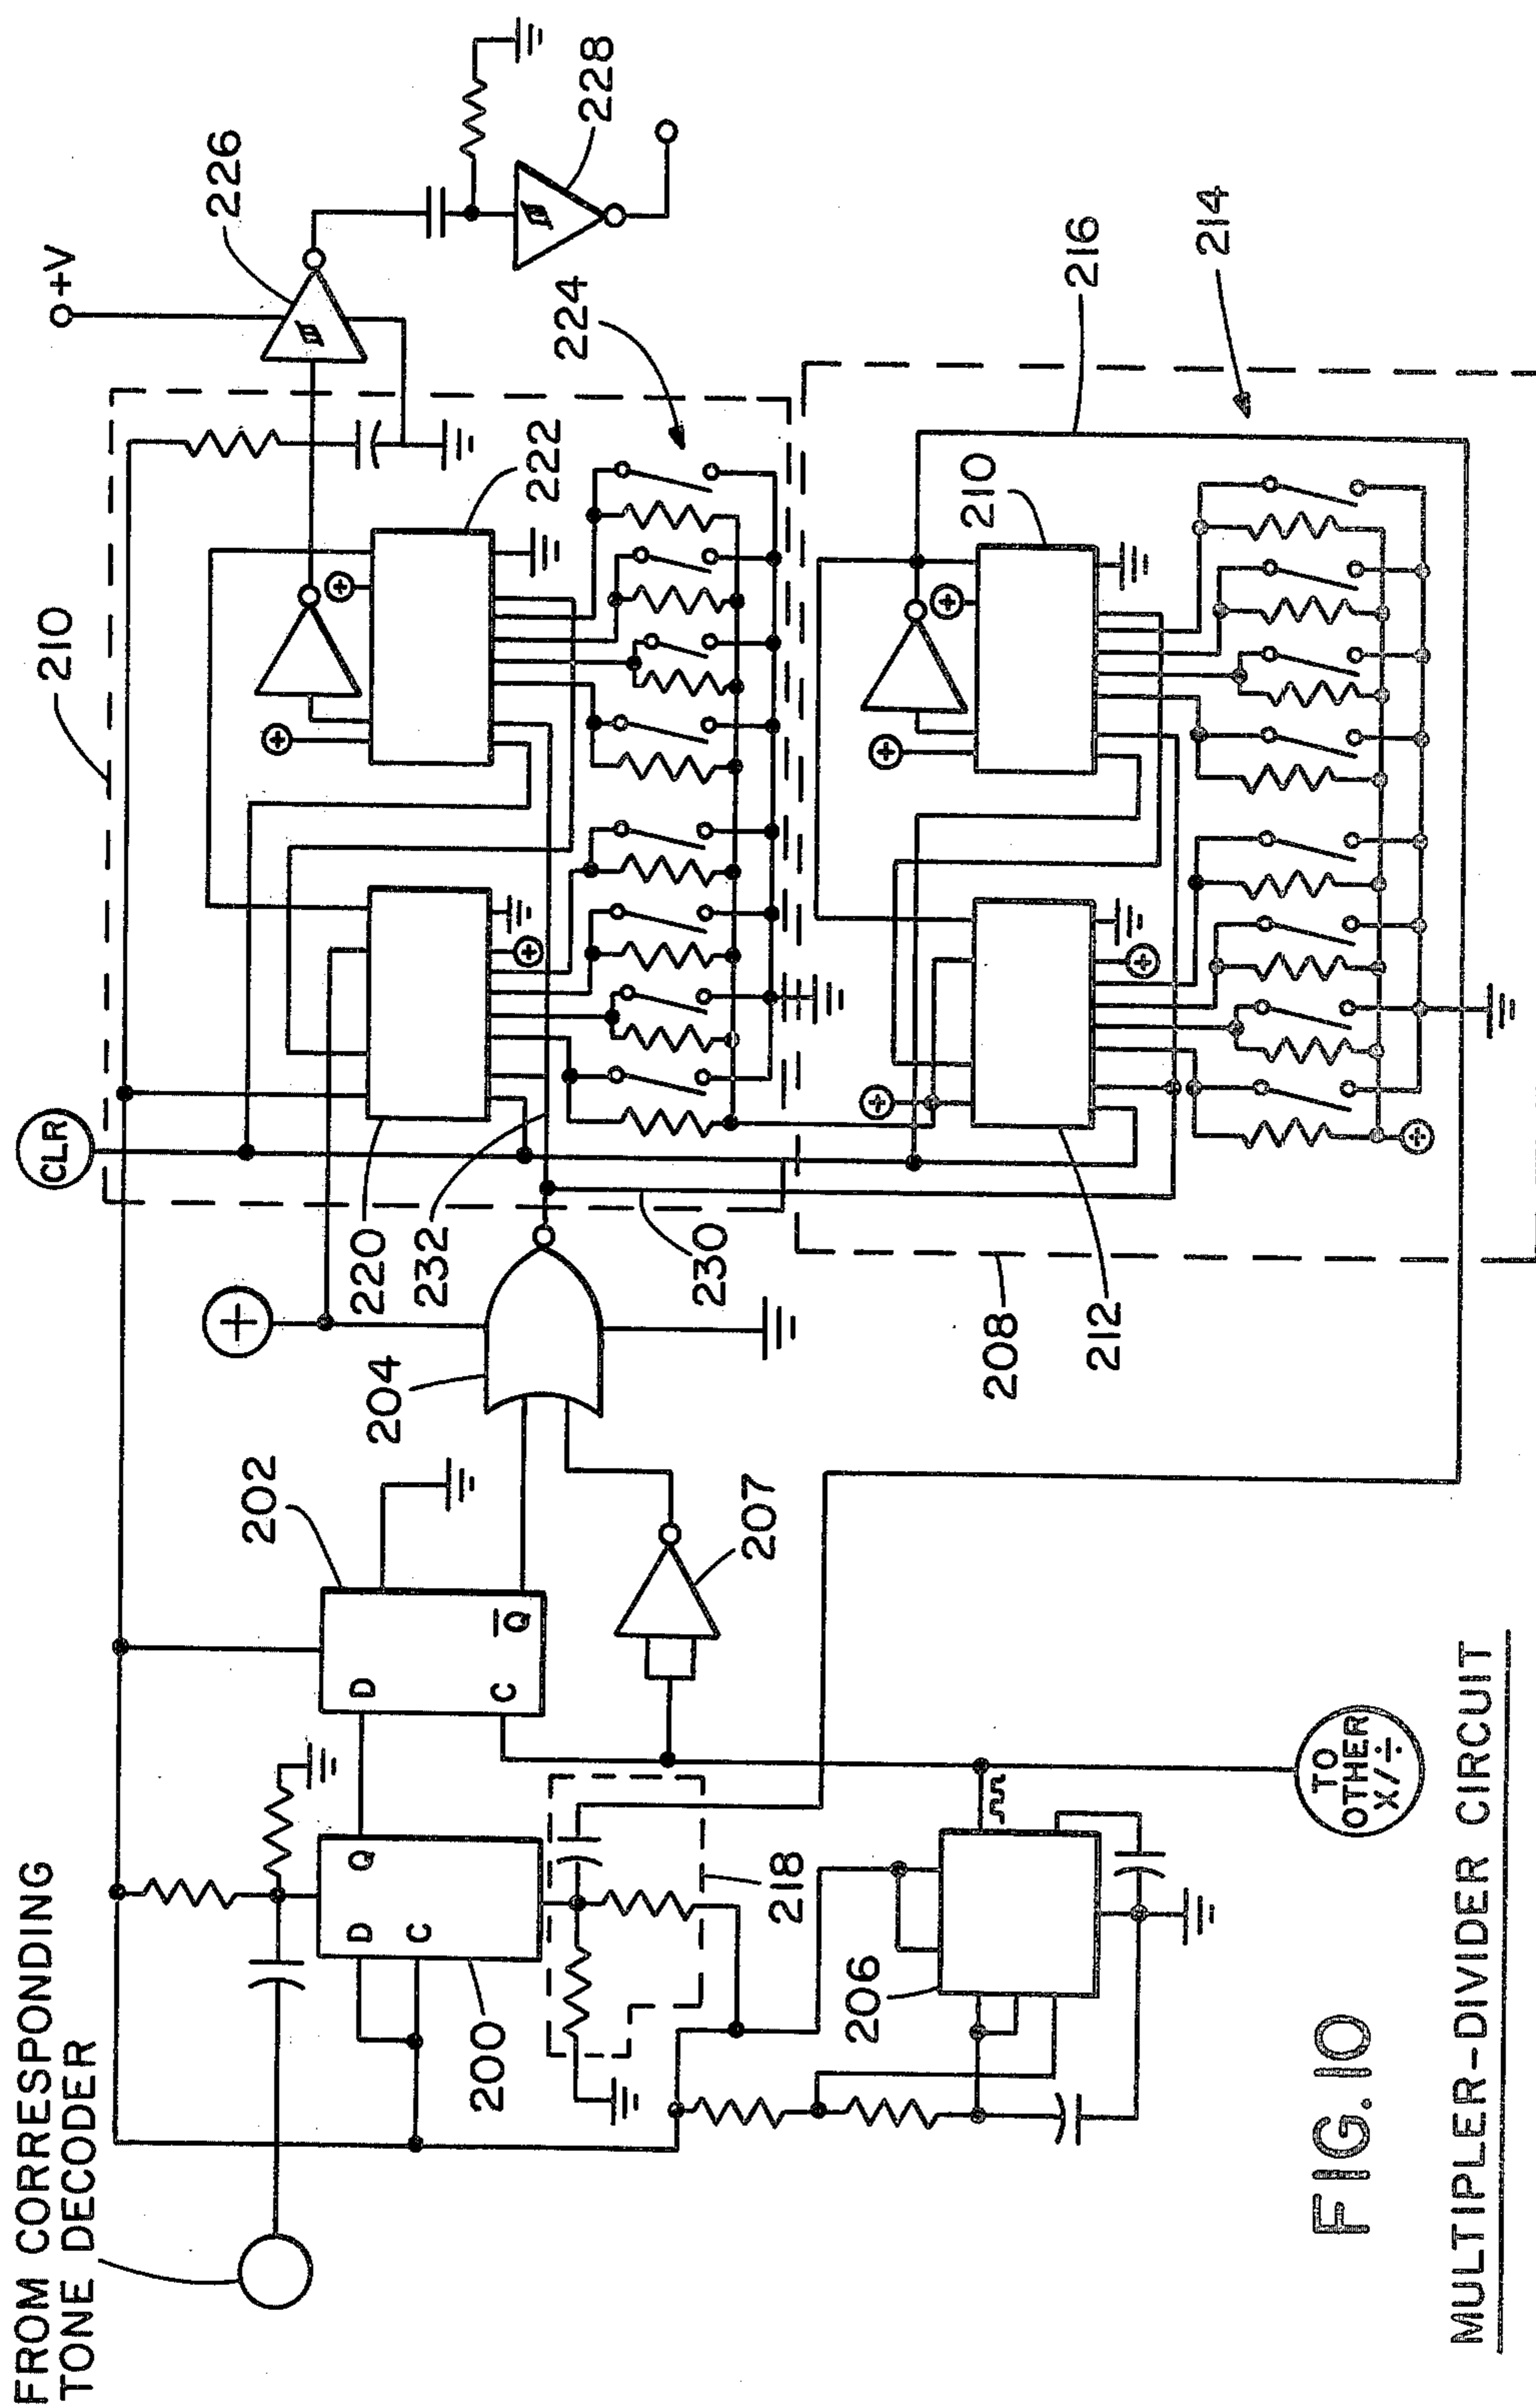 FROM CORRESPONDING
TONE DECODER
CLR
+V
210
226
228
202
204
220
232
222
224
D
Q
C
200
D
C
Q̅
207
218
206
230
208
212
210
216
214
TO
OTHER
X/÷
FIG.10
MULTIPLER-DIVIDER CIRCUIT